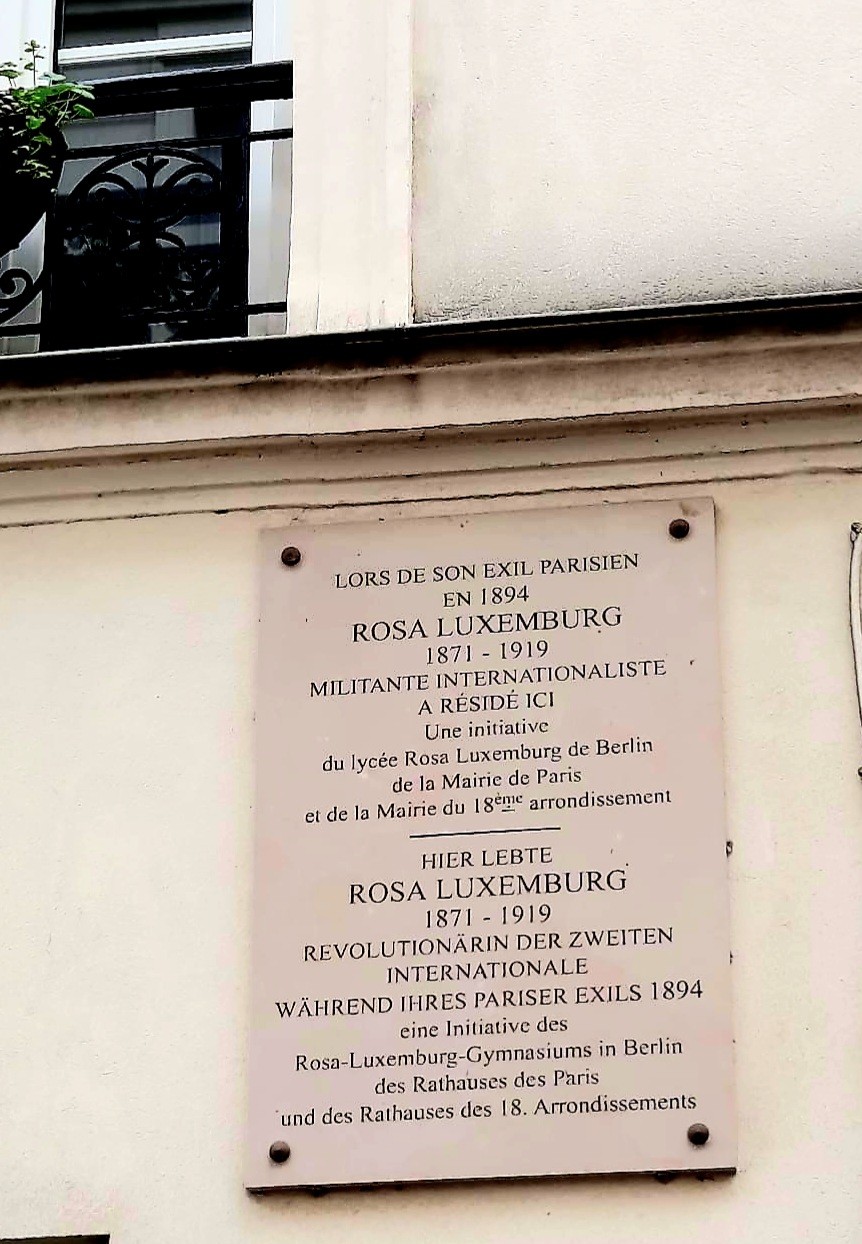 LORS DE SON EXIL PARISIEN
EN 1894
ROSA LUXEMBURG
1871 - 1919
MILITANTE INTERNATIONALISTE
A RÉSIDÉ ICI
Une initiative
du lycée Rosa Luxemburg de Berlin
de la Mairie de Paris
et de la Mairie du 18ème arrondissement
HIER LEBTE
ROSA LUXEMBURG
1871 - 1919
REVOLUTIONÄRIN DER ZWEITEN
INTERNATIONALE
WÄHREND IHRES PARISER EXILS 1894
eine Initiative des
Rosa-Luxemburg-Gymnasiums in Berlin
des Rathauses des Paris
und des Rathauses des 18. Arrondissements